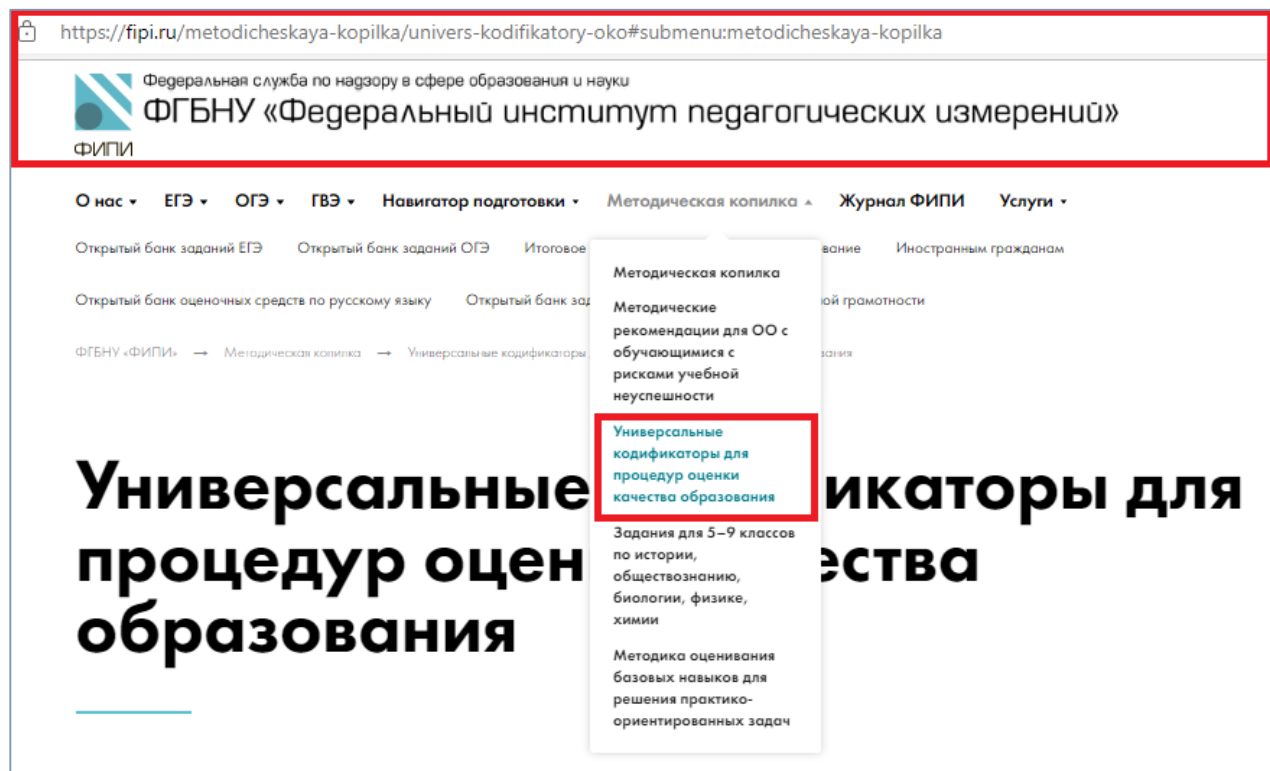 https://fipi.ru/metodicheskaya-kopilka/univers-kodifikatory-oko#submenu:metodicheskaya-kopilka
Федеральная служба по надзору в сфере образования и науки
ФГБНУ «Федеральный институт педагогических измерений»
ФИПИ
О нас ЕГЭ ОГЭ ГВЭ Навигатор подготовки Методическая копилка Журнал ФИПИ Услуги
Открытый банк заданий ЕГЭ Открытый банк заданий ОГЭ Итоговое Иностранным гражданам
Открытый банк оценочных средств по русскому языку Открытый банк грамотности
ФГБНУ «ФИПИ» → Методическая копилка → Универсальные кодификаторы
Методическая копилка
Методические
рекомендации для ОО с
обучающимися с
рисками учебной
неуспешности
Универсальные
кодификаторы для
процедур оценки
качества образования
Задания для 5–9 классов
по истории,
обществознанию,
биологии, физике,
химии
Методика оценивания
базовых навыков для
решения практико-
ориентированных задач
Универсальные икаторы для
процедур оцен ества
образования